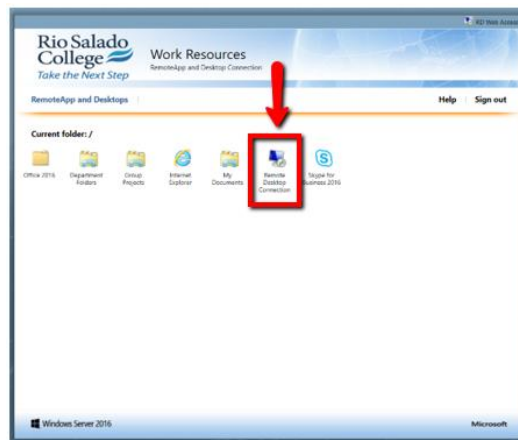 RD Web Access
Rio Salado
College
Take the Next Step
Work Resources
RemoteApp and Desktop Connection
RemoteApp and Desktops
Help
Sign out
Current folder: /
Office 2016
Department
Folders
Group
Projects
Internet
Explorer
My
Documents
Remote
Desktop
Connection
Skype for
Business 2016
Windows Server 2016
Microsoft